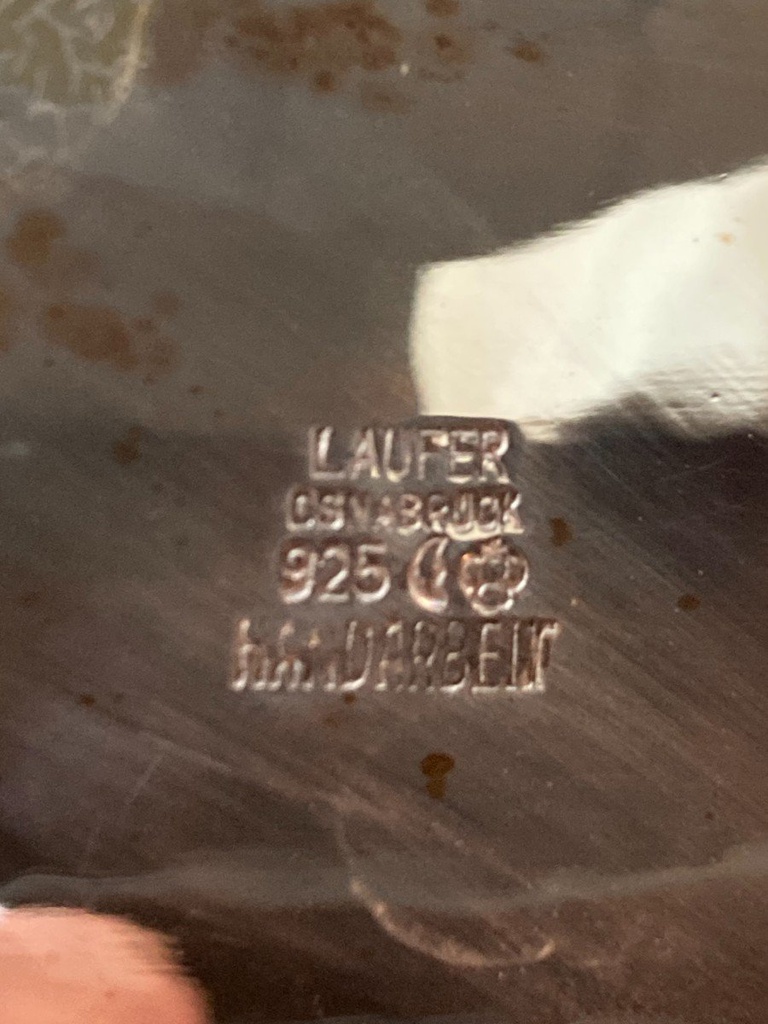 LAUFER
OSNABRÜCK
925
HANDARBEIT